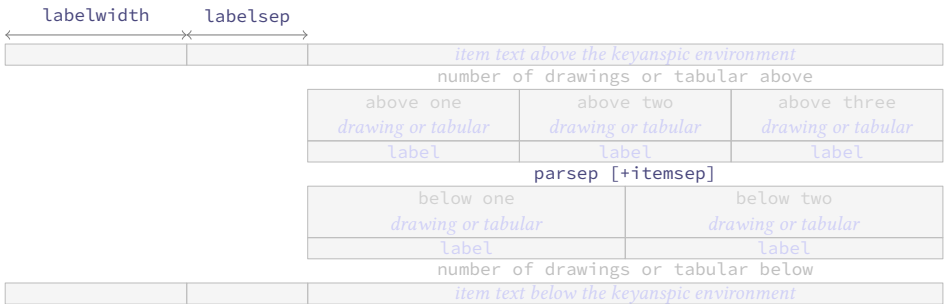 labelwidth labelsep
item text above the keyanspic environment
number of drawings or tabular above
above one above two above three
drawing or tabular drawing or tabular drawing or tabular
label label label
parsep [+itemsep]
below one below two
drawing or tabular drawing or tabular
label label
number of drawings or tabular below
item text below the keyanspic environment